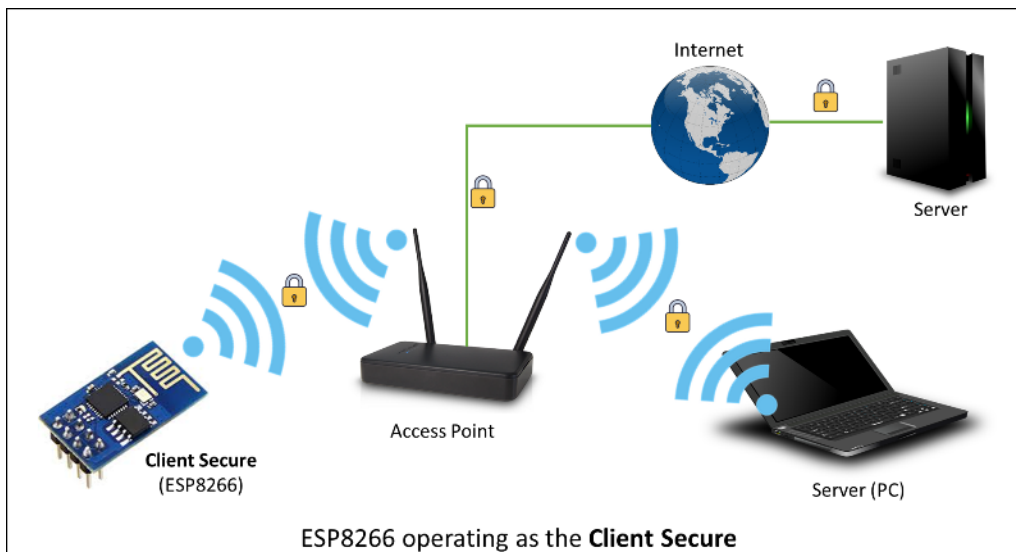 Internet
Server
Access Point
Client Secure
(ESP8266)
Server (PC)
ESP8266 operating as the Client Secure